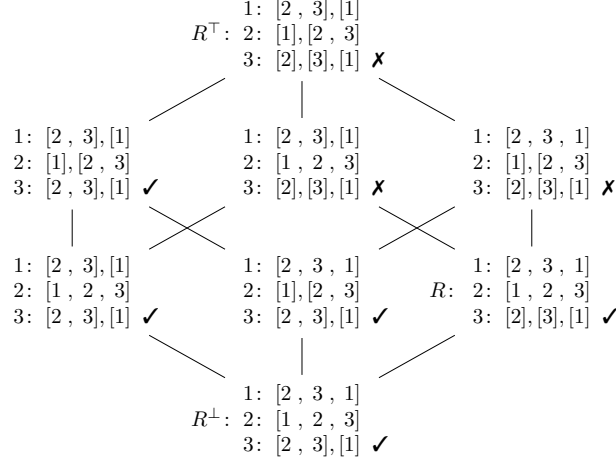 1: [2 , 3],[1]
R⊤: 2: [1],[2 , 3]
3: [2],[3],[1] ✗
1: [2 , 3],[1]
2: [1],[2 , 3]
3: [2 , 3],[1] ✓
1: [2 , 3],[1]
2: [1 , 2 , 3]
3: [2],[3],[1] ✗
1: [2 , 3 , 1]
2: [1],[2 , 3]
3: [2],[3],[1] ✗
1: [2 , 3],[1]
2: [1 , 2 , 3]
3: [2 , 3],[1] ✓
1: [2 , 3 , 1]
2: [1],[2 , 3]
3: [2 , 3],[1] ✓
1: [2 , 3 , 1]
R: 2: [1 , 2 , 3]
3: [2],[3],[1] ✓
1: [2 , 3 , 1]
R⊥: 2: [1 , 2 , 3]
3: [2 , 3],[1] ✓